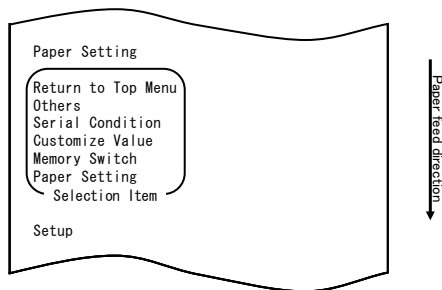 Paper Setting
Return to Top Menu
Others
Serial Condition
Customize Value
Memory Switch
Paper Setting
Selection Item
Setup
Paper feed direction